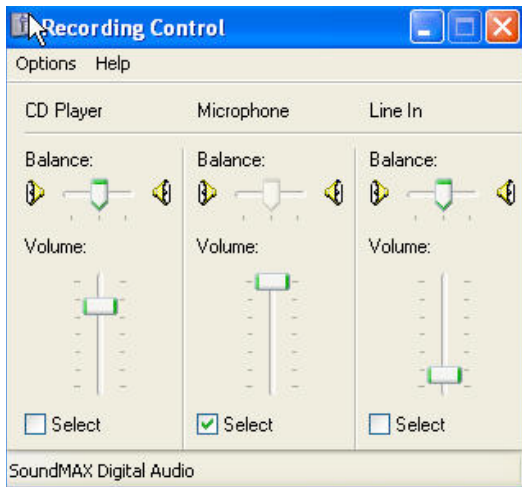 Recording Control
Options Help
CD Player Microphone Line In
Balance: Balance: Balance:
Volume: Volume: Volume:
Select Select Select
SoundMAX Digital Audio